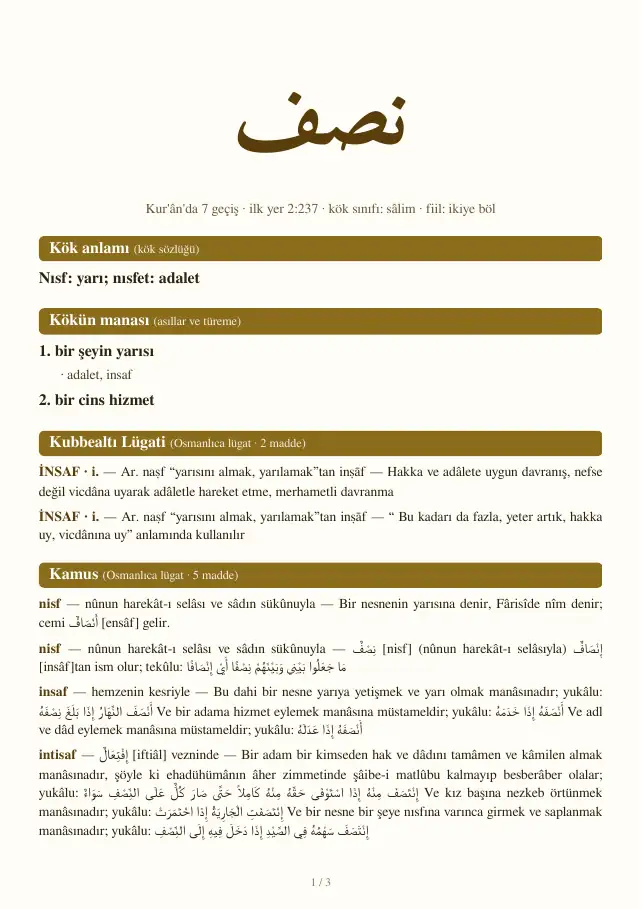 نصف
Kur'ân'da 7 geçiş · ilk yer 2:237 · kök sınıfı: sâlim · fiil: ikiye böl
Kök anlamı (kök sözlüğü)
Nısf: yarı; nısfet: adalet
Kökün manası (asıllar ve türeme)
1. bir şeyin yarısı
· adalet, insaf
2. bir cins hizmet
Kubbealtı Lügati (Osmanlıca lügat · 2 madde)
İNSAF · i. — Ar. naṣf “yarısını almak, yarılamak”tan inṣāf — Hakka ve adâlete uygun davranış, nefse
değil vicdâna uyarak adâletle hareket etme, merhametli davranma
İNSAF · i. — Ar. naṣf “yarısını almak, yarılamak”tan inṣāf — “ Bu kadarı da fazla, yeter artık, hakka
uy, vicdânına uy” anlamında kullanılır
Kamus (Osmanlıca lügat · 5 madde)
nisf — nûnun harekât-ı selâsı ve sâdın sükûnuyla — Bir nesnenin yarısına denir, Fârisîde nîm denir;
cemi أَنْصَافٌ [ensâf] gelir.
nisf — nûnun harekât-ı selâsı ve sâdın sükûnuyla — نِصْفٌ [nisf] (nûnun harekât-ı selâsıyla) إِنْصَافٌ
[insâf]tan ism olur; tekûlu: مَا جَعَلُوا بَيْنِي وَبَيْنَهُمْ نِصْفًا أَيْ إِنْصَافًا
insaf — hemzenin kesriyle — Bu dahi bir nesne yarıya yetişmek ve yarı olmak manâsınadır; yukâlu:
أَنْصَفَ النَّهَارُ إِذَا بَلَغَ نِصْفَهُ Ve bir adama hizmet eylemek manâsına müstameldir; yukâlu: أَنْصَفَهُ إِذَا خَدَمَهُ Ve adl
ve dâd eylemek manâsına müstameldir; yukâlu: أَنْصَفَهُ إِذَا عَدَلَهُ
intisaf — إِفْتِعَالٌ [iftiâl] vezninde — Bir adam bir kimseden hak ve dâdını tamâmen ve kâmilen almak
manâsınadır, şöyle ki ehadühümânın âher zimmetinde şâibe-i matlûbu kalmayıp besberâber olalar;
yukâlu: إِنْتَصَفَ مِنْهُ إِذَا اسْتَوْفَى حَقَّهُ مِنْهُ كَامِلاً حَتَّى صَارَ كُلٌّ عَلَى النِّصْفِ سَوَاءً Ve kız başına nezkeb örtünmek
manâsınadır; yukâlu: إِنْتَصَفَتِ الْجَارِيَةُ إِذَا اخْتَمَرَتْ Ve bir nesne bir şeye nısfına varınca girmek ve saplanmak
manâsınadır; yukâlu: إِنْتَصَفَ سَهْمُهُ فِي الصَّيْدِ إِذَا دَخَلَ فِيهِ إِلَى النِّصْفِ
1 / 3